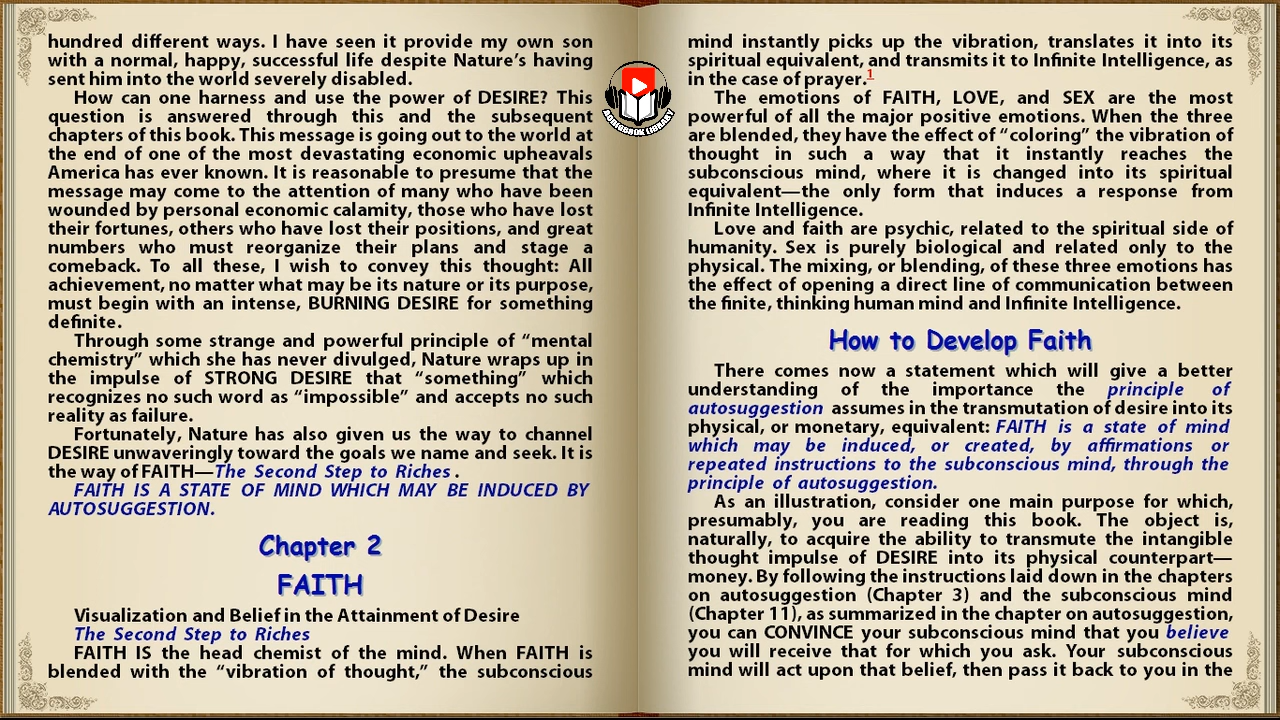 hundred different ways. I have seen it provide my own son
with a normal, happy, successful life despite Nature's having
sent him into the world severely disabled.
How can one harness and use the power of DESIRE? This
question is answered through this and the subsequent
chapters of this book. This message is going out to the world at
the end of one of the most devastating economic upheavals
America has ever known. It is reasonable to presume that the
message may come to the attention of many who have been
wounded by personal economic calamity, those who have lost
their fortunes, others who have lost their positions, and great
numbers who must reorganize their plans and stage a
comeback. To all these, I wish to convey this thought: All
achievement, no matter what may be its nature or its purpose,
must begin with an intense, BURNING DESIRE for something
definite.
Through some strange and powerful principle of “mental
chemistry” which she has never divulged, Nature wraps up in
the impulse of STRONG DESIRE that “something” which
recognizes no such word as “impossible” and accepts no such
reality as failure.
Fortunately, Nature has also given us the way to channel
DESIRE unwaveringly toward the goals we name and seek. It is
the way of FAITH—The Second Step to Riches .
FAITH IS A STATE OF MIND WHICH MAY BE INDUCED BY
AUTOSUGGESTION.
Chapter 2
FAITH
Visualization and Belief in the Attainment of Desire
The Second Step to Riches
FAITH IS the head chemist of the mind. When FAITH is
blended with the “vibration of thought,” the subconscious
AUDIOBOOK LIBRARY
mind instantly picks up the vibration, translates it into its
spiritual equivalent, and transmits it to Infinite Intelligence, as
in the case of prayer.1
The emotions of FAITH, LOVE, and SEX are the most
powerful of all the major positive emotions. When the three
are blended, they have the effect of “coloring” the vibration of
thought in such a way that it instantly reaches the
subconscious mind, where it is changed into its spiritual
equivalent—the only form that induces a response from
Infinite Intelligence.
Love and faith are psychic, related to the spiritual side of
humanity. Sex is purely biological and related only to the
physical. The mixing, or blending, of these three emotions has
the effect of opening a direct line of communication between
the finite, thinking human mind and Infinite Intelligence.
How to Develop Faith
There comes now a statement which will give a better
understanding of the importance the principle of
autosuggestion assumes in the transmutation of desire into its
physical, or monetary, equivalent: FAITH is a state of mind
which may be induced, or created, by affirmations or
repeated instructions to the subconscious mind, through the
principle of autosuggestion.
As an illustration, consider one main purpose for which,
presumably, you are reading this book. The object is,
naturally, to acquire the ability to transmute the intangible
thought impulse of DESIRE into its physical counterpart—
money. By following the instructions laid down in the chapters
on autosuggestion (Chapter 3) and the subconscious mind
(Chapter 11), as summarized in the chapter on autosuggestion,
you can CONVINCE your subconscious mind that you believe
you will receive that for which you ask. Your subconscious
mind will act upon that belief, then pass it back to you in the